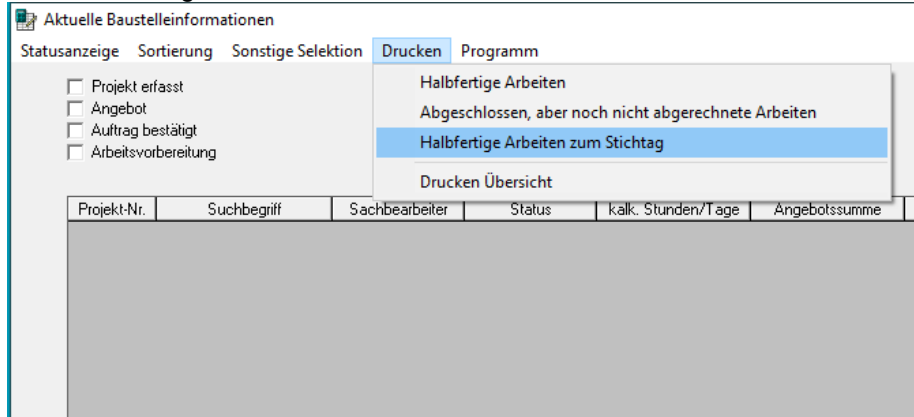 Aktuelle Baustelleinformationen
Statusanzeige Sortierung Sonstige Selektion Drucken Programm
Projekt erfasst
Angebot
Auftrag bestätigt
Arbeitsvorbereitung
Halbfertige Arbeiten
Abgeschlossen, aber noch nicht abgerechnete Arbeiten
Halbfertige Arbeiten zum Stichtag
Drucken Übersicht
Projekt-Nr. Suchbegriff Sachbearbeiter Status kalk. Stunden/Tage Angebotssumme